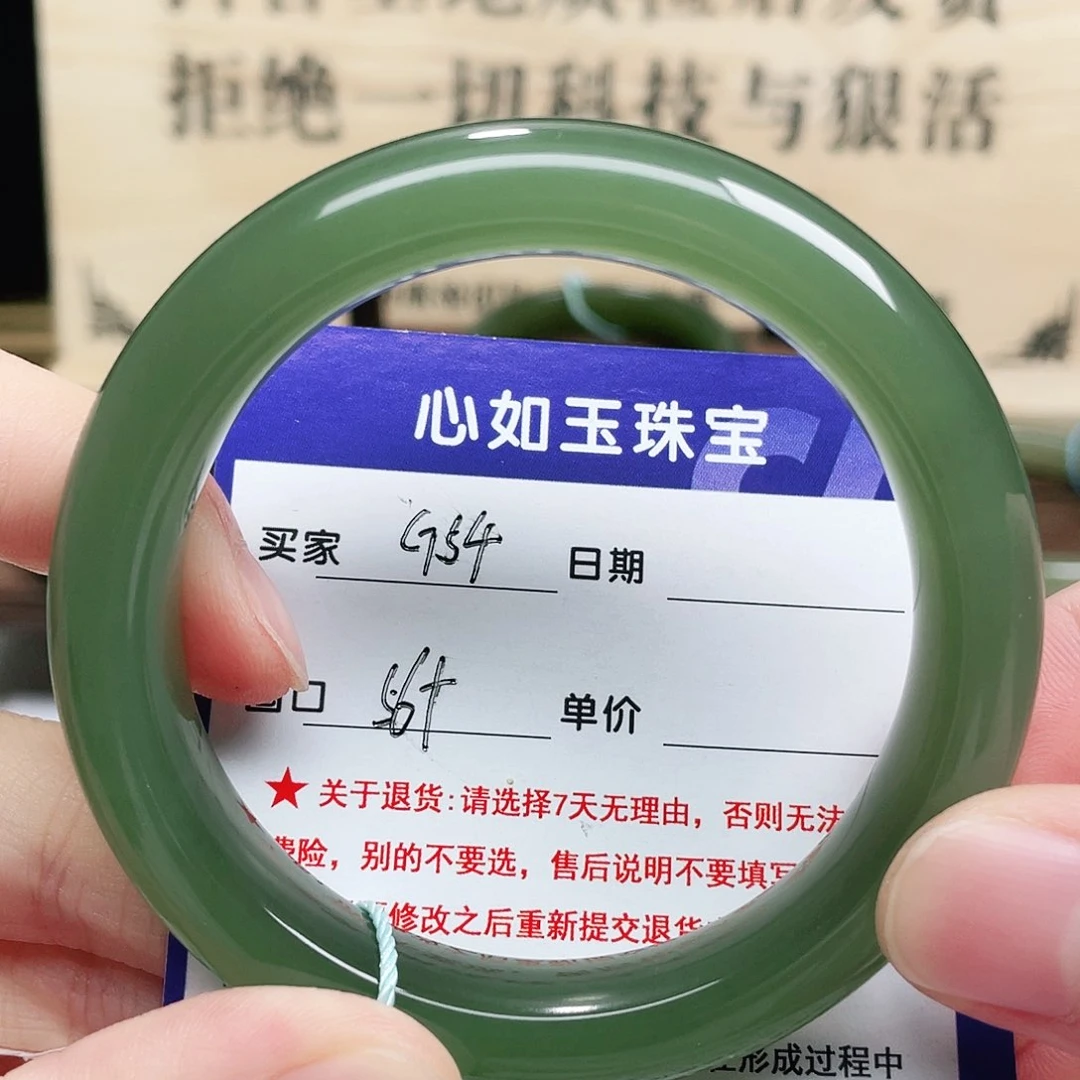 拒绝一切科技与狠活
心如玉珠宝
买家 G54 日期
口 单价
★ 关于退货:请选择7天无理由，否则无法
费险，别的不要选，售后说明不要填写
修改之后重新提交退货
形成过程中